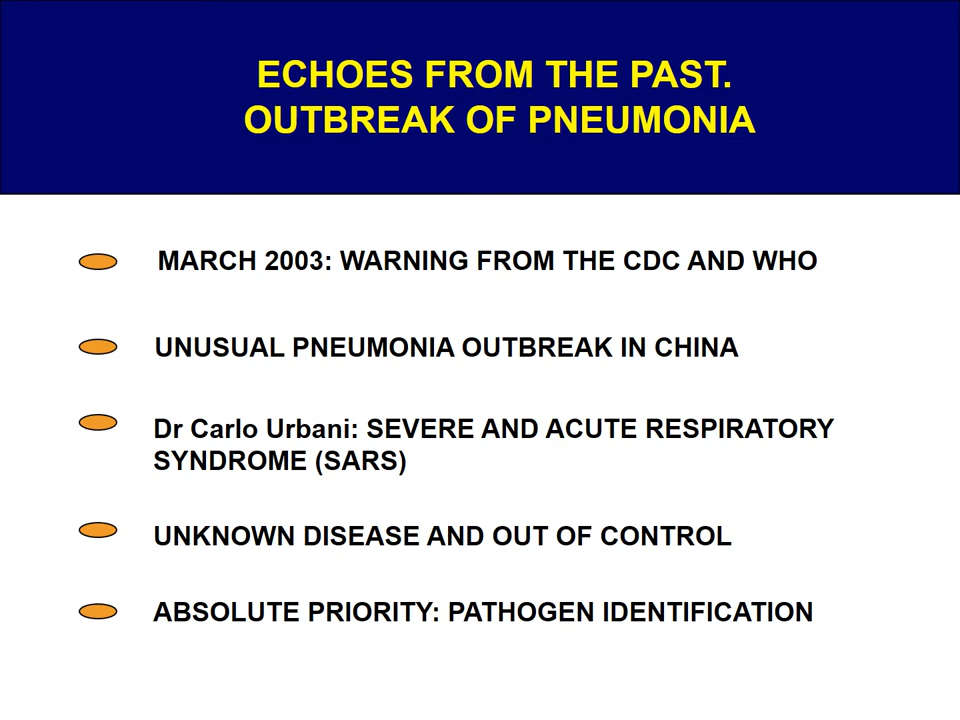 ECHOES FROM THE PAST.
OUTBREAK OF PNEUMONIA
MARCH 2003: WARNING FROM THE CDC AND WHO
UNUSUAL PNEUMONIA OUTBREAK IN CHINA
Dr Carlo Urbani: SEVERE AND ACUTE RESPIRATORY
SYNDROME (SARS)
UNKNOWN DISEASE AND OUT OF CONTROL
ABSOLUTE PRIORITY: PATHOGEN IDENTIFICATION